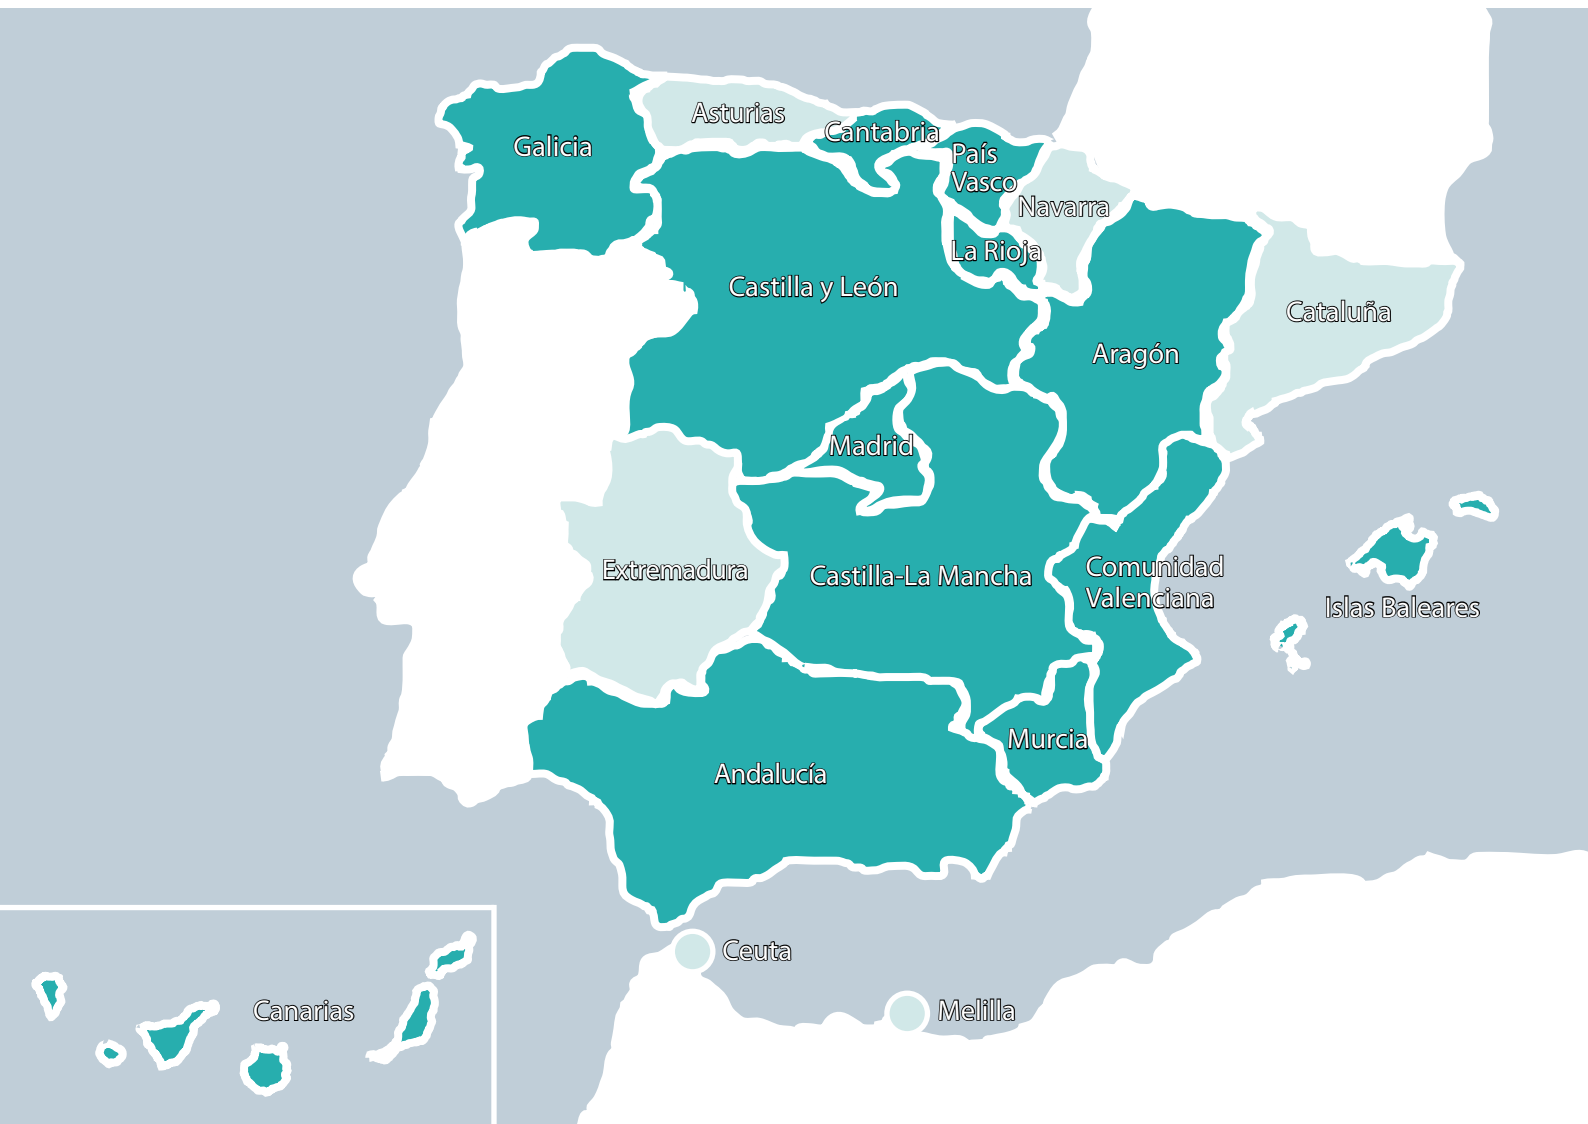 Asturias
Cantabria
Galicia
País
Vasco
Navarra
La Rioja
Castilla y León
Cataluña
Aragón
Madrid
Extremadura
Castilla-La Mancha
Comunidad
Valenciana
Islas Baleares
Murcia
Andalucía
Ceuta
Canarias
Melilla